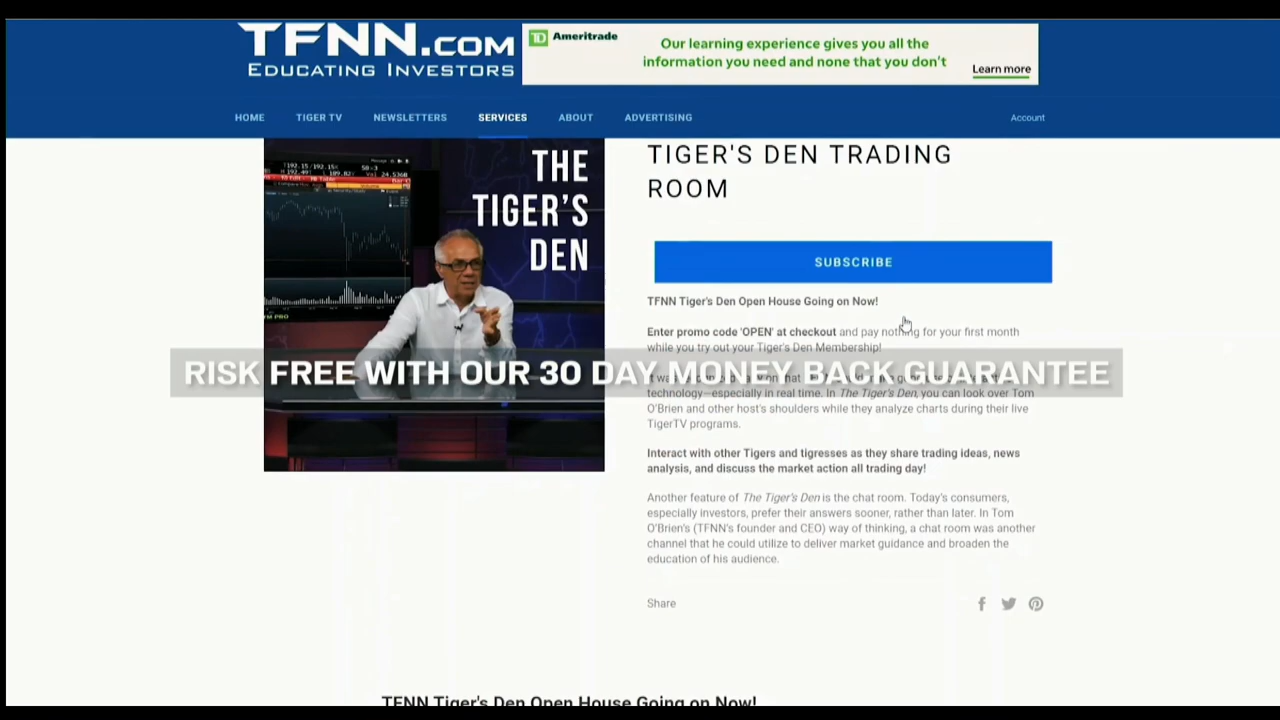 TFNN.COM
EDUCATING INVESTORS
TD Ameritrade
Our learning experience gives you all the
information you need and none that you don't
Learn more
HOME
TIGER TV
NEWSLETTERS
SERVICES
ABOUT
ADVERTISING
Account
THE
TIGER'S
DEN
TIGER'S DEN TRADING
ROOM
SUBSCRIBE
TFNN Tiger's Den Open House Going on Now!
Enter promo code 'OPEN' at checkout and pay nothing for your first month
while you try out your Tiger's Den Membership!
RISK FREE WITH OUR 30 DAY MONEY BACK GUARANTEE
technology—especially in real time. In The Tiger's Den, you can look over Tom
O'Brien and other host's shoulders while they analyze charts during their live
TigerTV programs.
Interact with other Tigers and tigresses as they share trading ideas, news
analysis, and discuss the market action all trading day!
Another feature of The Tiger's Den is the chat room. Today's consumers,
especially investors, prefer their answers sooner, rather than later. In Tom
O'Brien's (TFNN's founder and CEO) way of thinking, a chat room was another
channel that he could utilize to deliver market guidance and broaden the
education of his audience.
Share
TFNN Tiger's Den Open House Going on Now!